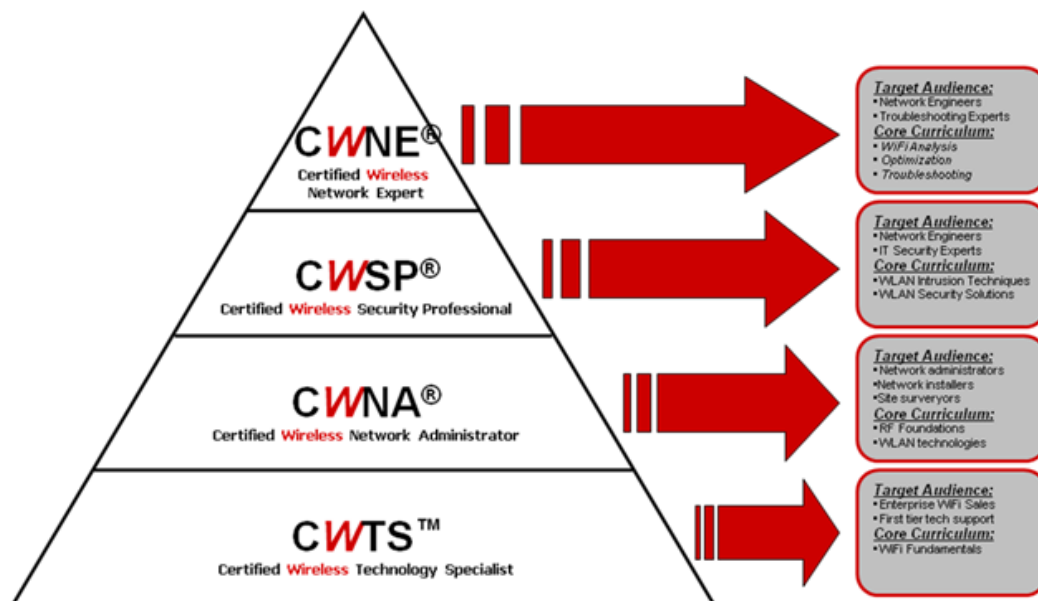 CWNE®
Certified Wireless
Network Expert
Target Audience:
▪Network Engineers
▪Troubleshooting Experts
Core Curriculum:
▪WiFi Analysis
▪Optimization
▪Troubleshooting
CWSP®
Certified Wireless Security Professional
Target Audience:
▪Network Engineers
▪IT Security Experts
Core Curriculum:
▪WLAN Intrusion Techniques
▪WLAN Security Solutions
CWNA®
Certified Wireless Network Administrator
Target Audience:
▪Network administrators
▪Network installers
▪Site surveryors
Core Curriculum:
▪RF Foundations
▪WLAN technologies
CWTS™
Certified Wireless Technology Specialist
Target Audience:
▪Enterprise WiFi Sales
▪First tier tech support
Core Curriculum:
▪WiFi Fundamentals